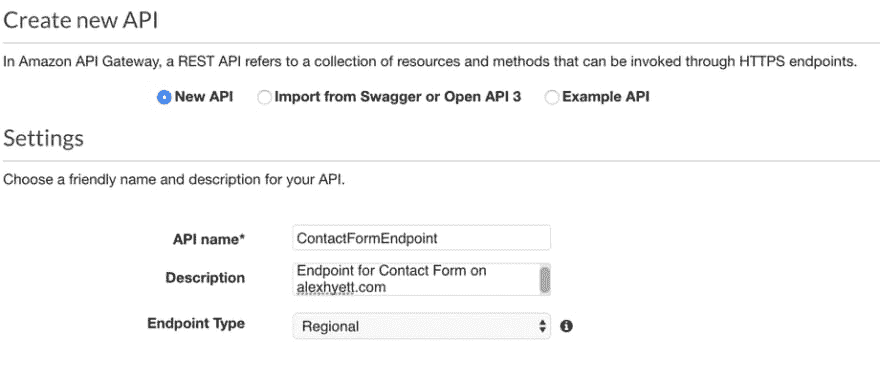 Create new API
In Amazon API Gateway, a REST API refers to a collection of resources and methods that can be invoked through HTTPS endpoints.
New API Import from Swagger or Open API 3 Example API
Settings
Choose a friendly name and description for your API.
API name* ContactFormEndpoint
Description Endpoint for Contact Form on
alexhyett.com
Endpoint Type Regional